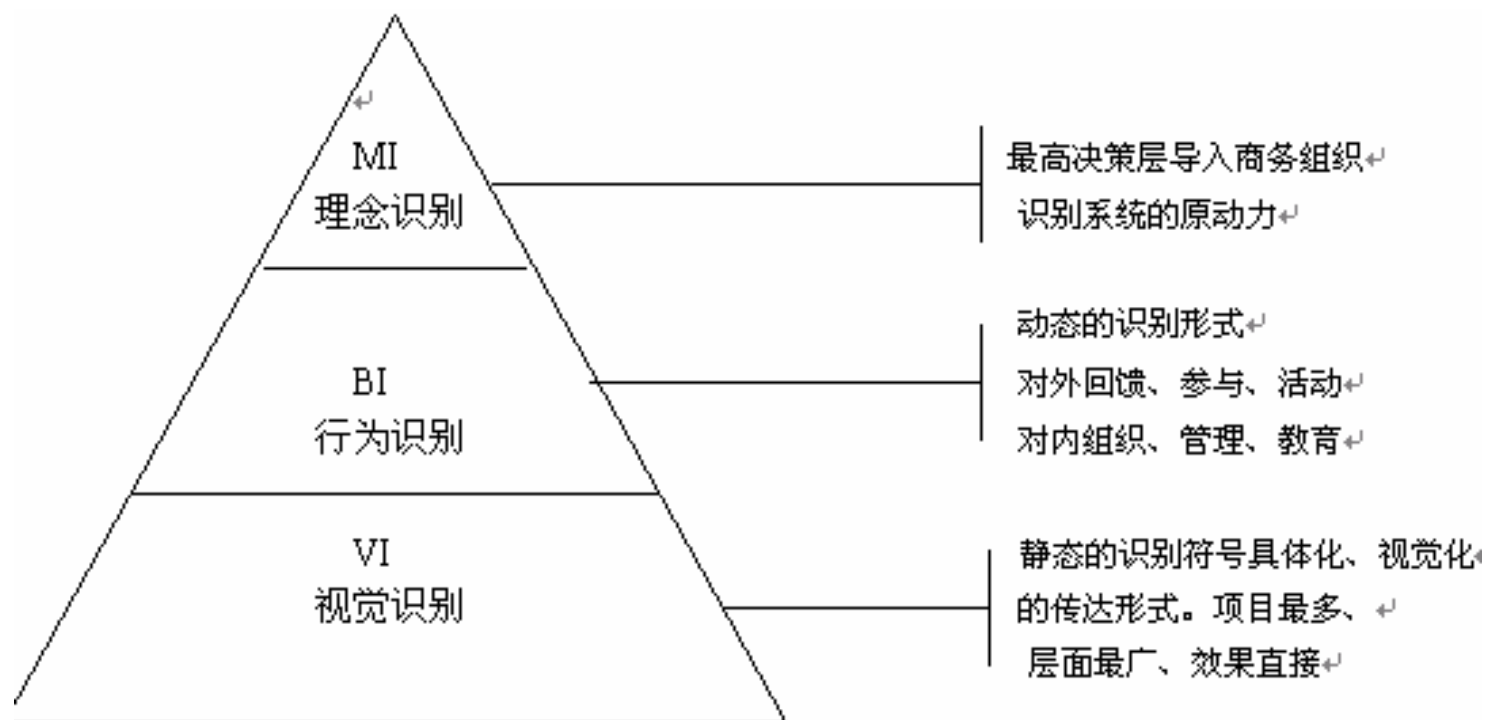 MI
理念识别
最高决策层导入商务组织
识别系统的原动力
BI
行为识别
动态的识别形式
对外回馈、参与、活动
对内组织、管理、教育
VI
视觉识别
静态的识别符号具体化、视觉化
的传达形式。项目最多、
层面最广、效果直接